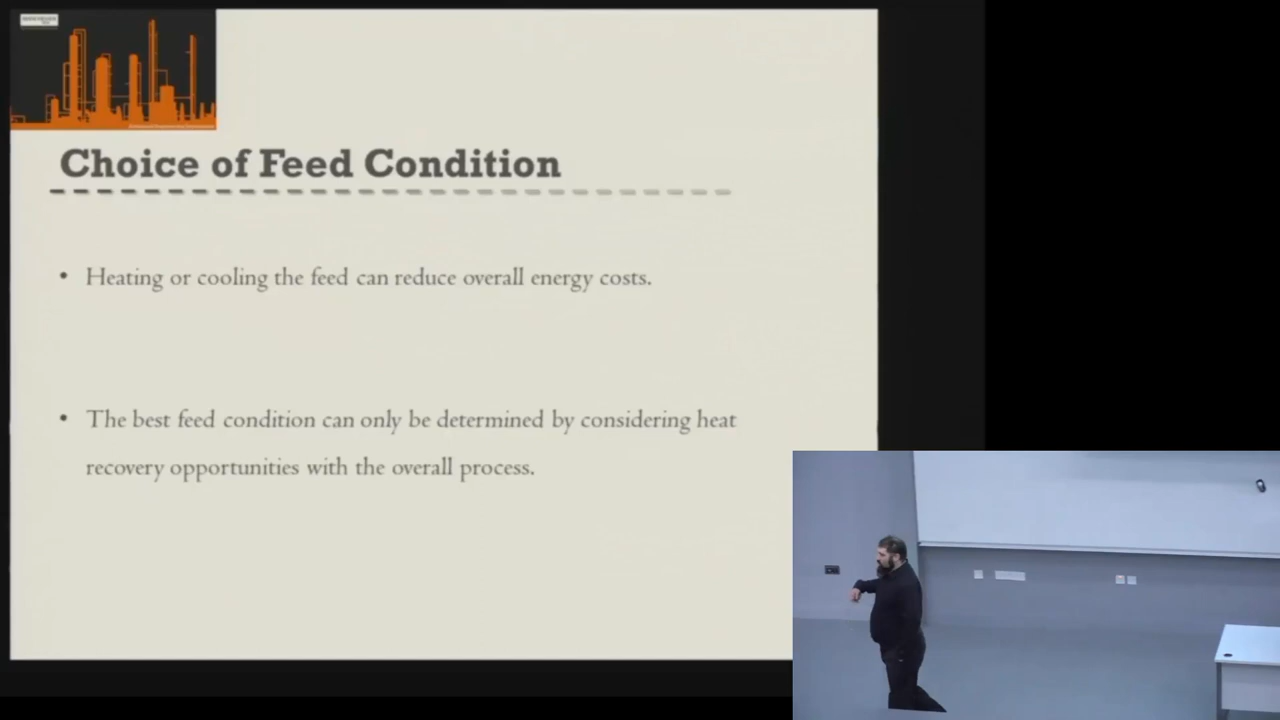 Choice of Feed Condition
• Heating or cooling the feed can reduce overall energy costs.
• The best feed condition can only be determined by considering heat
recovery opportunities with the overall process.